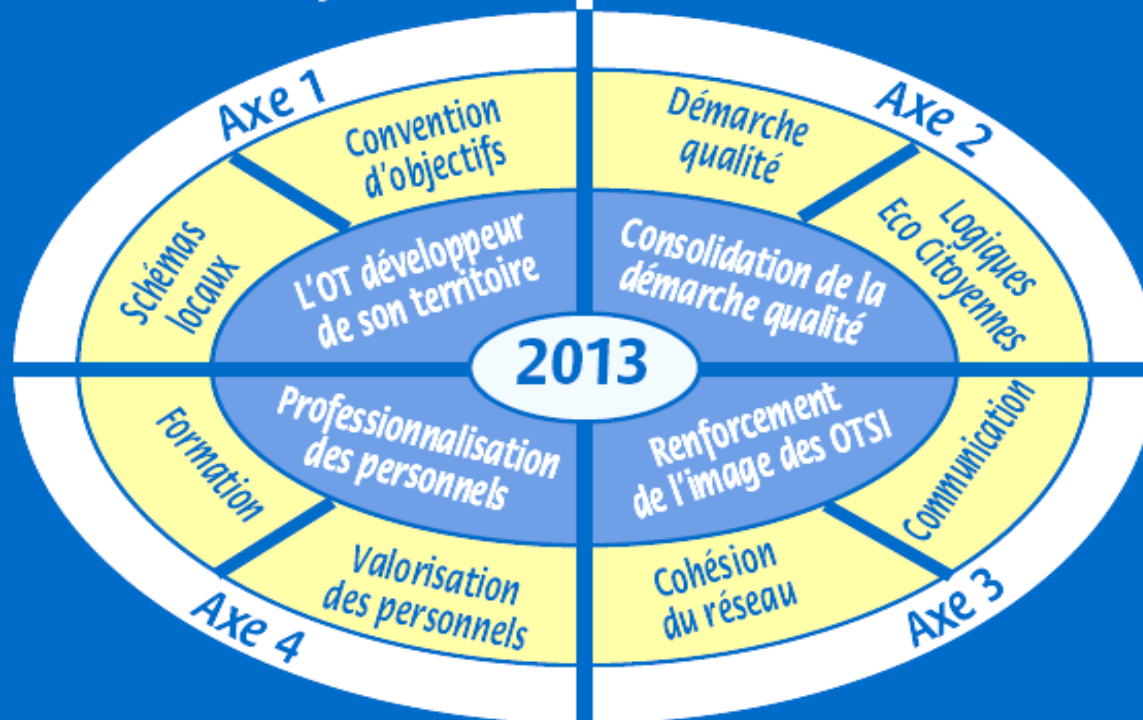 Axe 1
Convention
d'objectifs
Schémas
locaux
L'OT développeur
de son territoire
Axe 2
Démarche
qualité
Logiques
Eco Citoyennes
Consolidation de la
démarche qualité
2013
Professionnalisation
des personnels
Formation
Valorisation
des personnels
Axe 4
Renforcement
de l'image des OTSI
Communication
Cohésion
du réseau
Axe 3